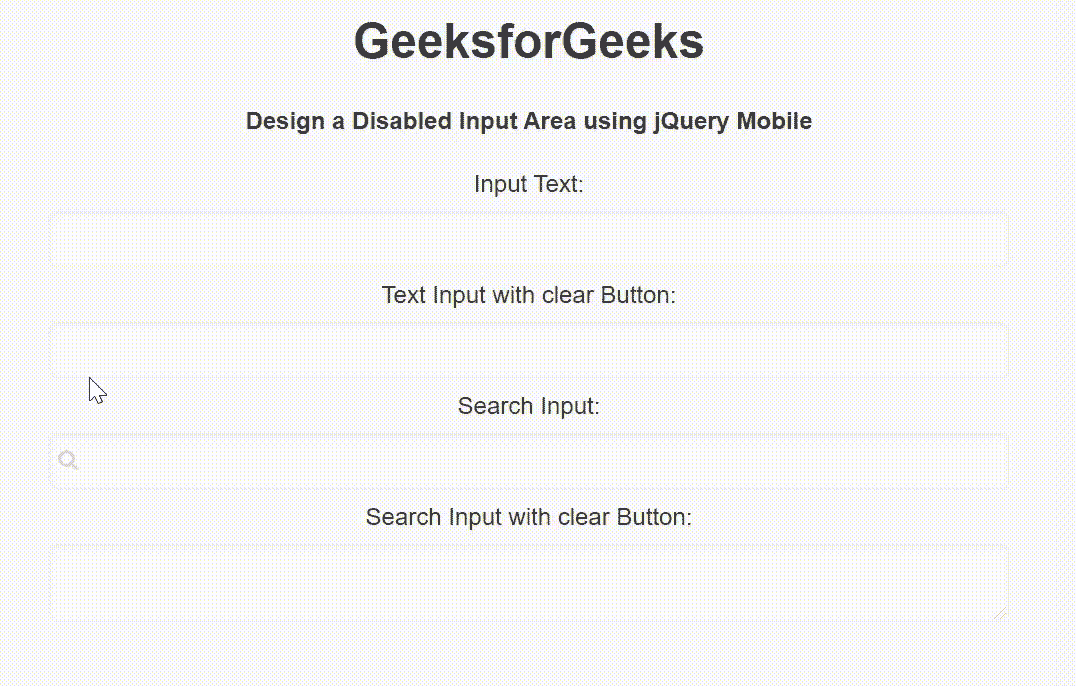 GeeksforGeeks
Design a Disabled Input Area using jQuery Mobile
Input Text:
Text Input with clear Button:
Search Input:
Search Input with clear Button: